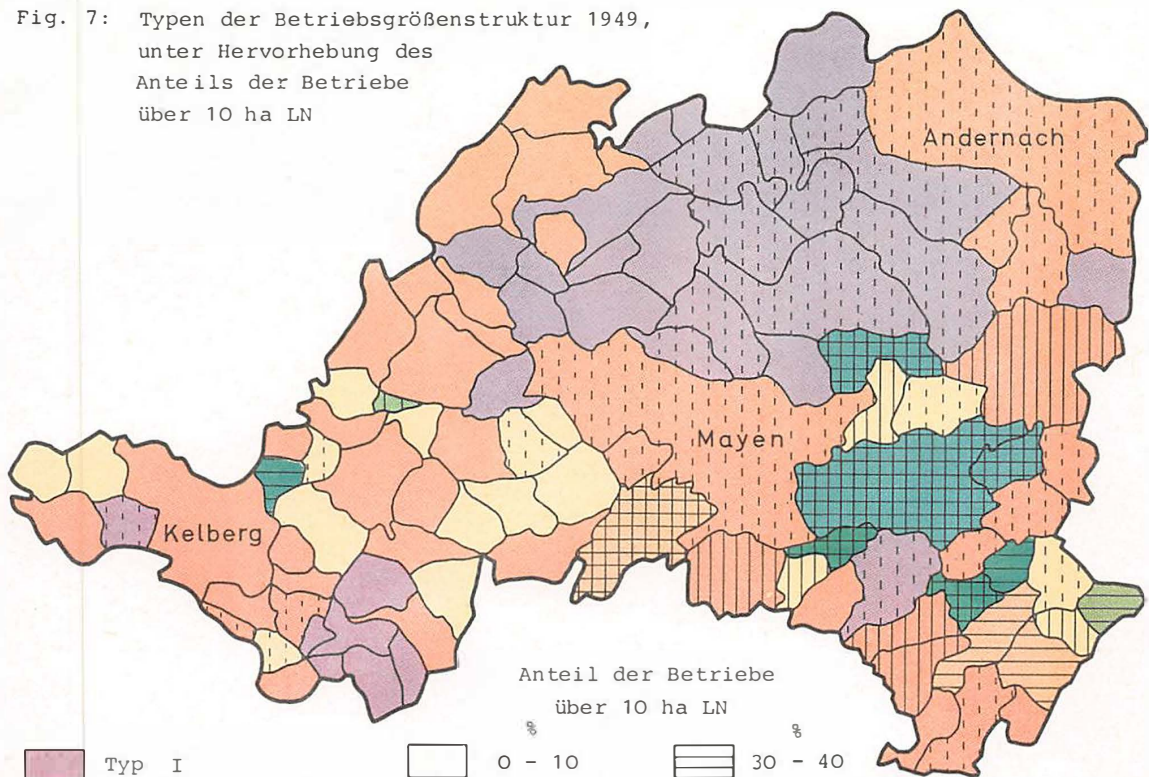 Fig. 7: Typen der Betriebsgrößenstruktur 1949,
unter Hervorhebung des
Anteils der Betriebe
über 10 ha LN
Andernach
Mayen
Kelberg
Anteil der Betriebe
über 10 ha LN
% %
Typ I 0 - 10 30 - 40